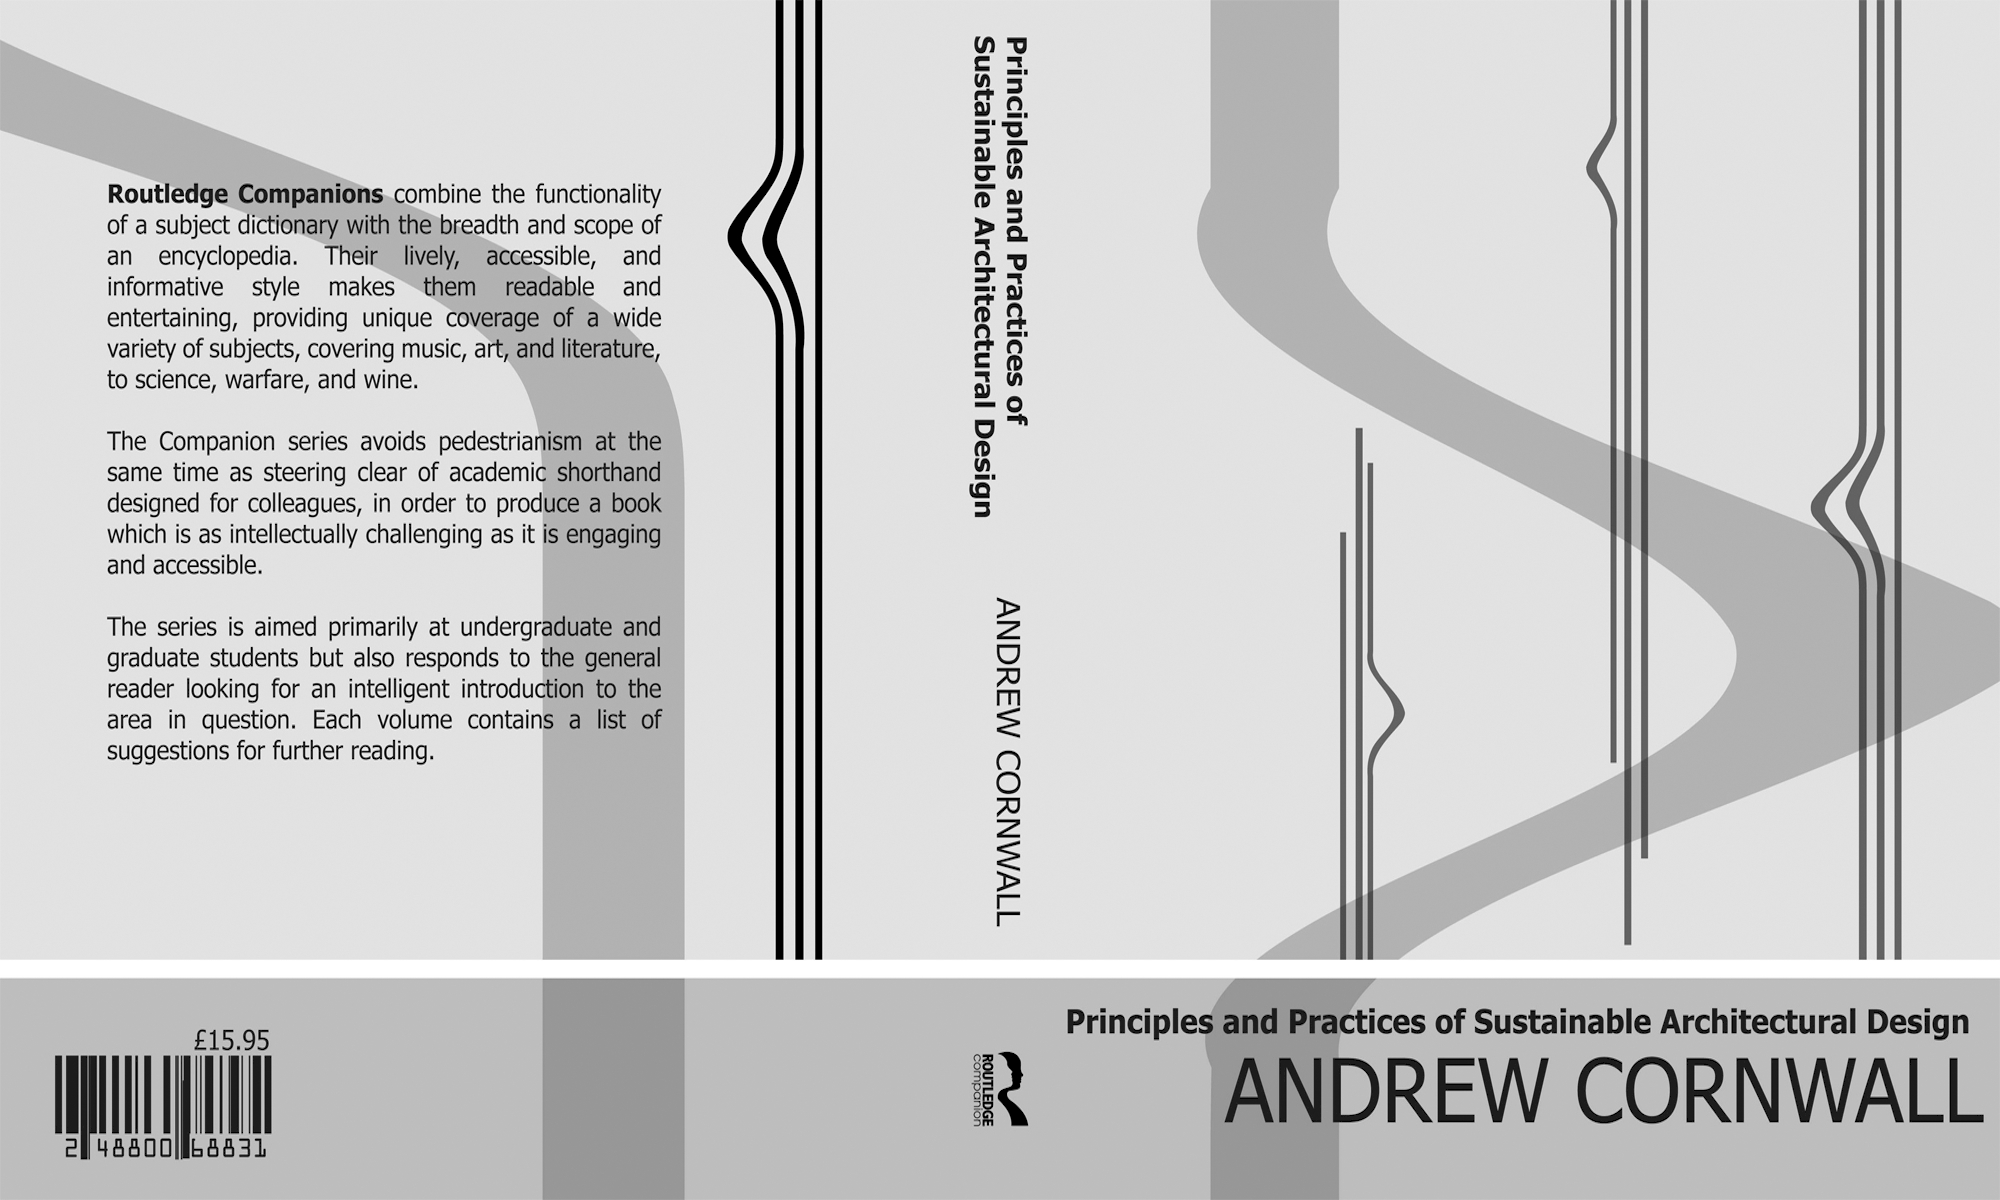 Routledge Companions combine the functionality
of a subject dictionary with the breadth and scope of
an encyclopedia. Their lively, accessible, and
informative style makes them readable and
entertaining, providing unique coverage of a wide
variety of subjects, covering music, art, and literature,
to science, warfare, and wine.
The Companion series avoids pedestrianism at the
same time as steering clear of academic shorthand
designed for colleagues, in order to produce a book
which is as intellectually challenging as it is engaging
and accessible.
The series is aimed primarily at undergraduate and
graduate students but also responds to the general
reader looking for an intelligent introduction to the
area in question. Each volume contains a list of
suggestions for further reading.
£15.95
2 48800 68831
Principles and Practices of
Sustainable Architectural Design
ANDREW CORNWALL
ROUTLEDGE
companion
Principles and Practices of Sustainable Architectural Design
ANDREW CORNWALL